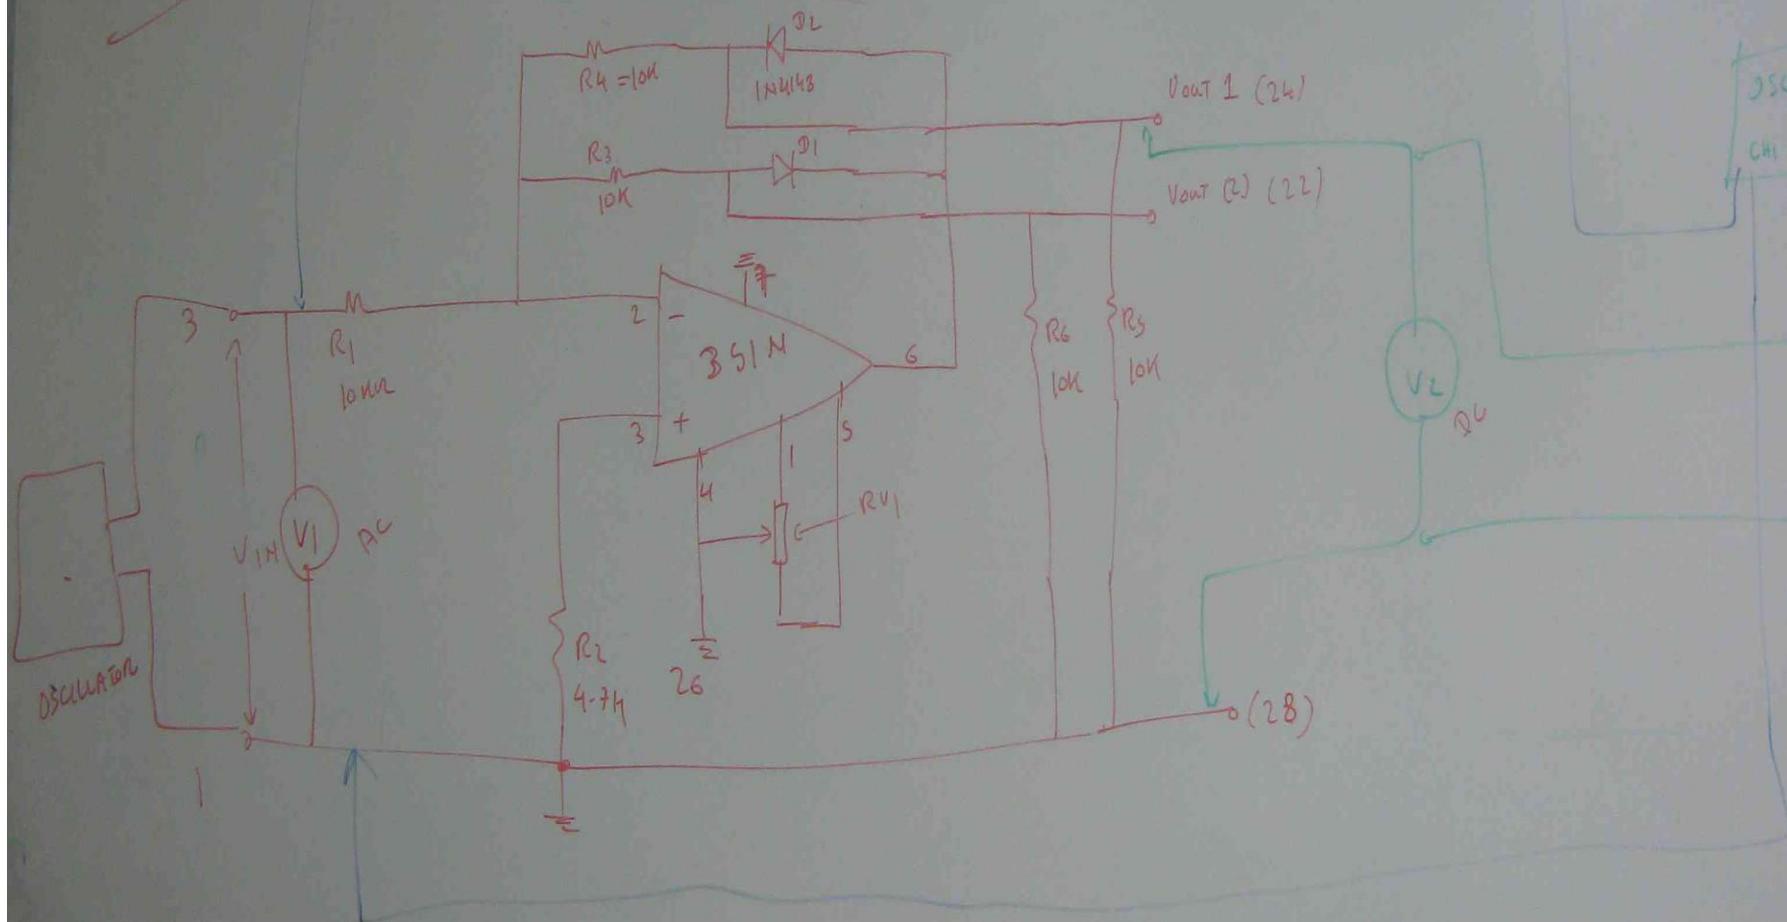 D2
R4 = 10K
1N4148
Vout 1 (24)
OSC
CH1
R3
D1
10K
Vout (2) (22)
7
3
R1
10KΩ
2
-
351N
6
R6
10K
R5
10K
V2
DC
3
+
1
5
4
RV1
VIN
V1
AC
OSCILLATOR
R2
4-7K
26
(28)
1